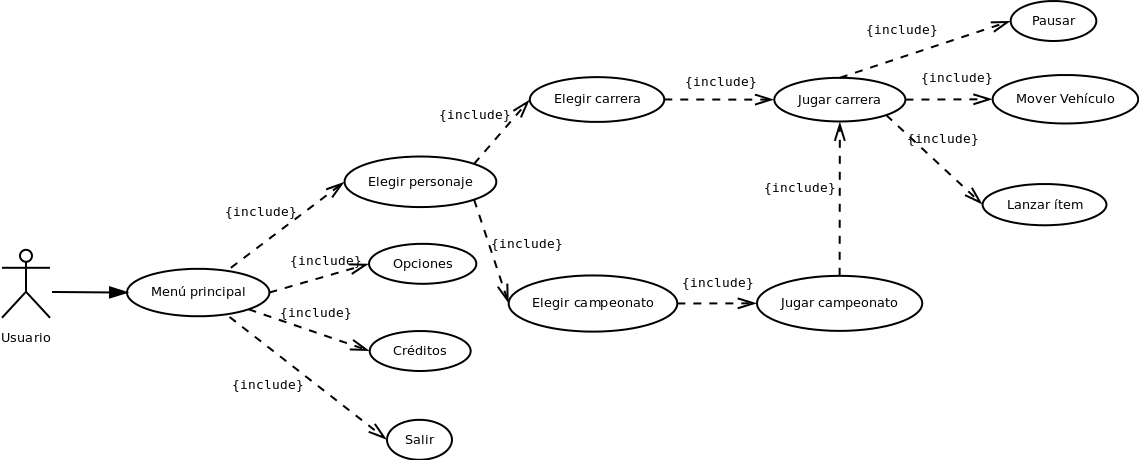 Pausar
{include}
{include}
{include}
Elegir carrera
Jugar carrera
Mover Vehículo
{include}
{include}
Elegir personaje
{include}
Lanzar ítem
{include}
{include}
{include}
Opciones
{include}
Menú principal
Elegir campeonato
Jugar campeonato
{include}
Usuario
Créditos
{include}
Salir